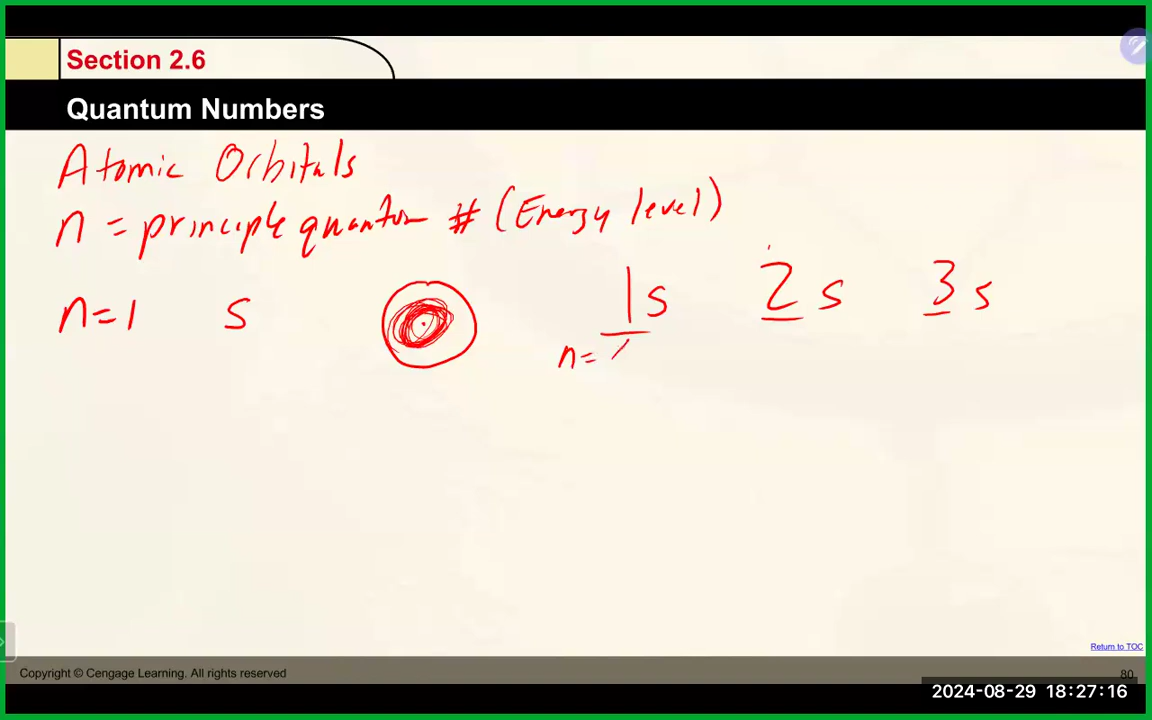 Section 2.6
Quantum Numbers
Atomic Orbitals
n = principle quantum # (Energy level)
n=1 s 1s 2s 3s
n=
Return to TOC
Copyright © Cengage Learning. All rights reserved 80
2024-08-29 18:27:16